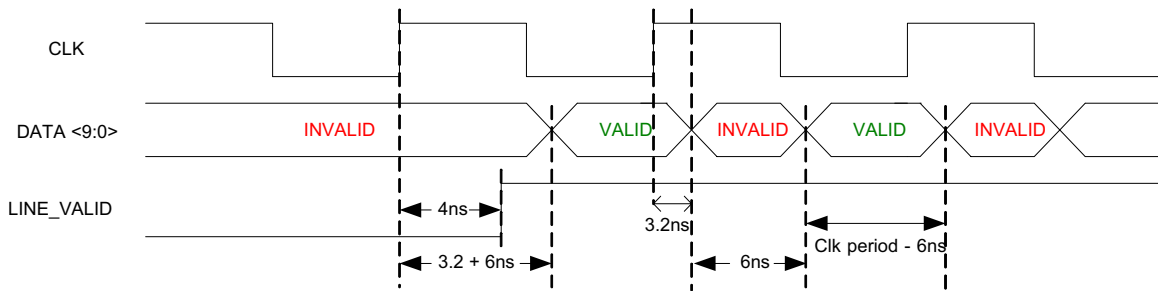 CLK
DATA <9:0>
INVALID
VALID
INVALID
VALID
INVALID
LINE_VALID
4ns
3.2ns
Clk period - 6ns
3.2 + 6ns
6ns